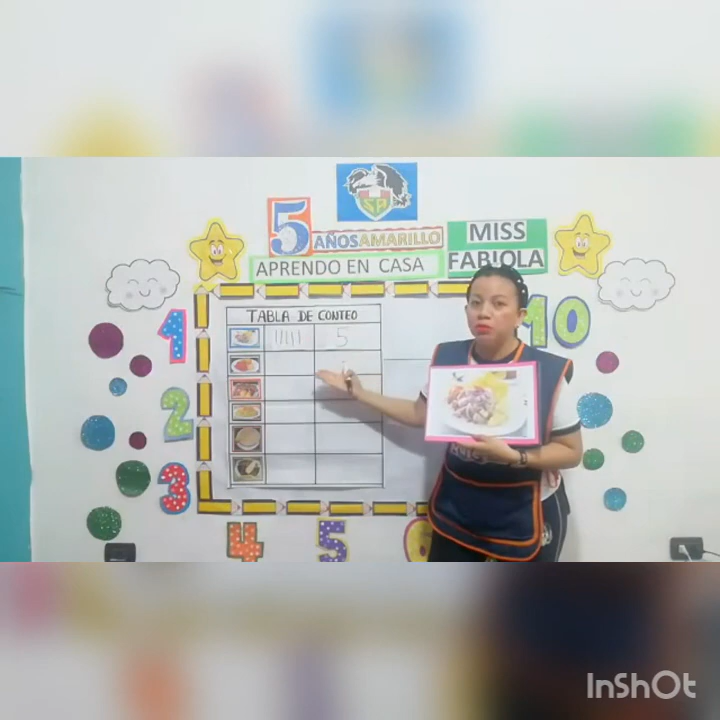 SP
5 AÑOS AMARILLO
MISS
FABIOLA
APRENDO EN CASA
TABLA DE CONTEO
||||| 5
1
10
2
3
4
5
InShOt